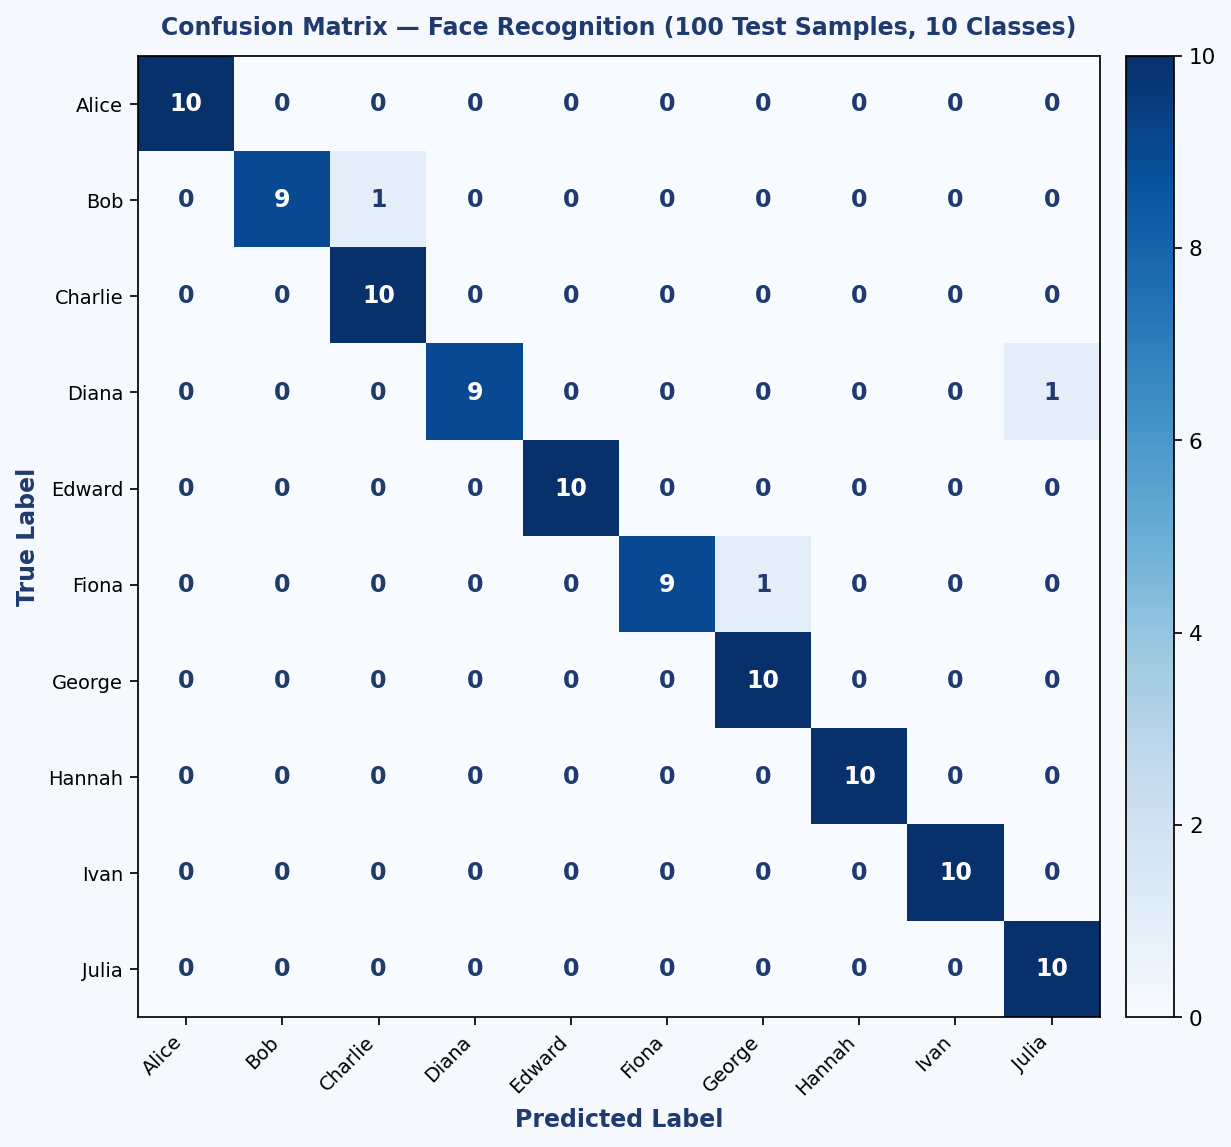 Confusion Matrix — Face Recognition (100 Test Samples, 10 Classes)
Alice 10 0 0 0 0 0 0 0 0 0
Bob 0 9 1 0 0 0 0 0 0 0
Charlie 0 0 10 0 0 0 0 0 0 0
Diana 0 0 0 9 0 0 0 0 0 1
Edward 0 0 0 0 10 0 0 0 0 0
Fiona 0 0 0 0 0 9 1 0 0 0
George 0 0 0 0 0 0 10 0 0 0
Hannah 0 0 0 0 0 0 0 10 0 0
Ivan 0 0 0 0 0 0 0 0 10 0
Julia 0 0 0 0 0 0 0 0 0 10
True Label
Alice Bob Charlie Diana Edward Fiona George Hannah Ivan Julia
Predicted Label
10
8
6
4
2
0